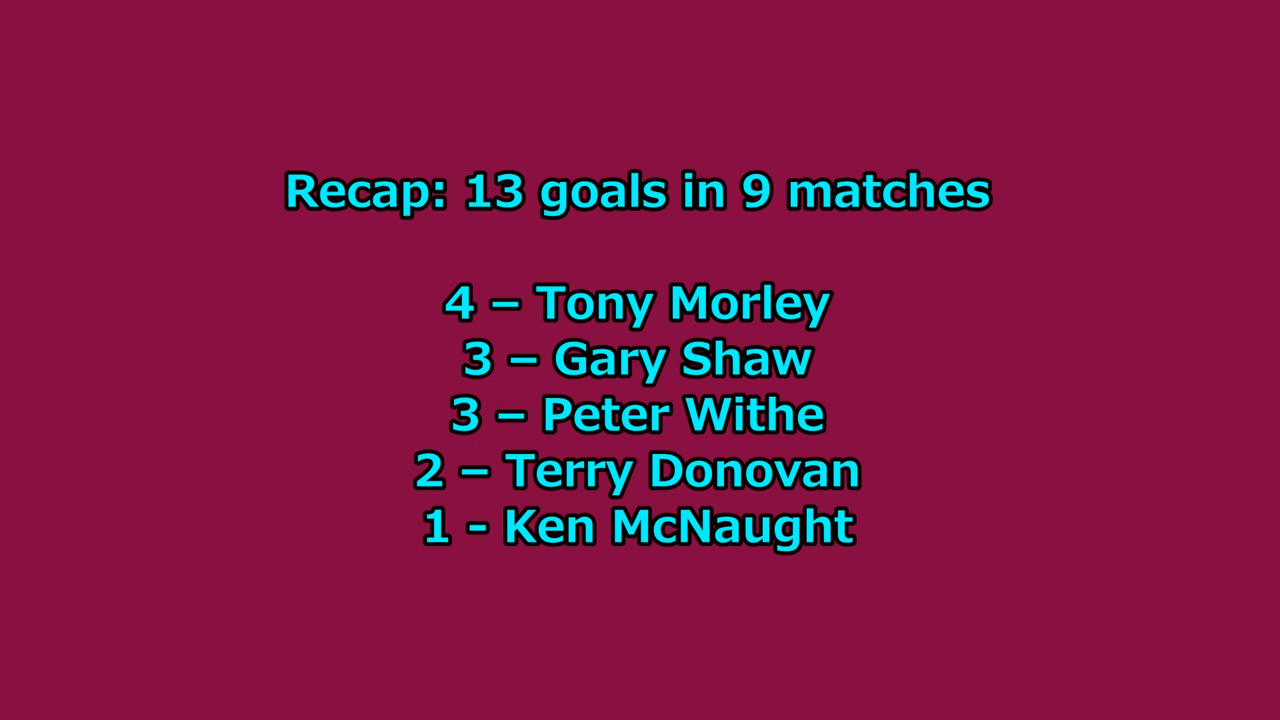 Recap: 13 goals in 9 matches
4 – Tony Morley
3 – Gary Shaw
3 – Peter Withe
2 – Terry Donovan
1 - Ken McNaught